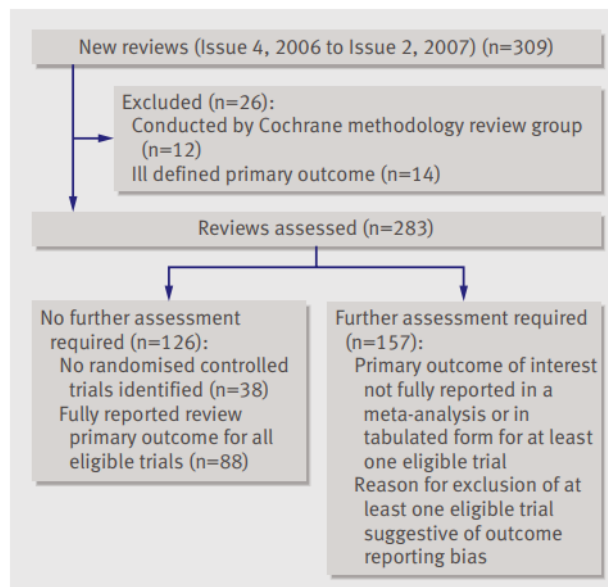 New reviews (Issue 4, 2006 to Issue 2, 2007) (n=309)
Excluded (n=26):
Conducted by Cochrane methodology review group
(n=12)
Ill defined primary outcome (n=14)
Reviews assessed (n=283)
No further assessment
required (n=126):
No randomised controlled
trials identified (n=38)
Fully reported review
primary outcome for all
eligible trials (n=88)
Further assessment required
(n=157):
Primary outcome of interest
not fully reported in a
meta-analysis or in
tabulated form for at least
one eligible trial
Reason for exclusion of at
least one eligible trial
suggestive of outcome
reporting bias